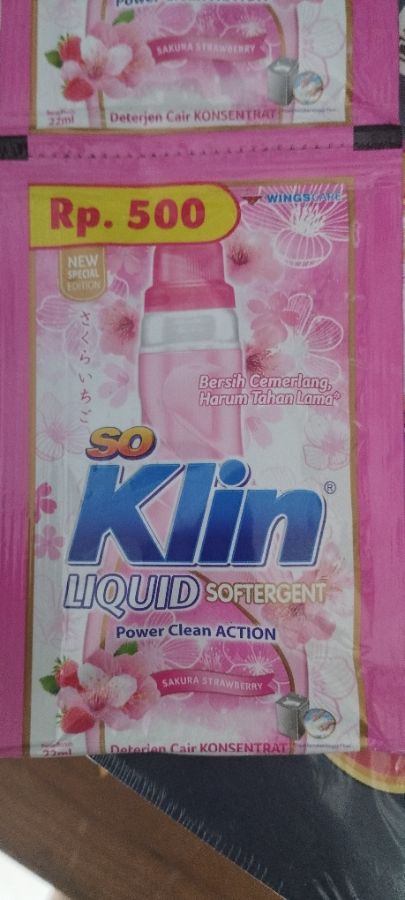 Power Clean ACTION
SAKURA STRAWBERRY
22ml
Deterjen Cair KONSENTRAT
Rp. 500
WINGS CARE
NEW
SPECIAL
EDITION
さくらいちご
Bersih Cemerlang,
Harum Tahan Lama*
SO
Klin®
LIQUID SOFTERGENT
Power Clean ACTION
SAKURA STRAWBERRY
22ml
Deterjen Cair KONSENTRAT